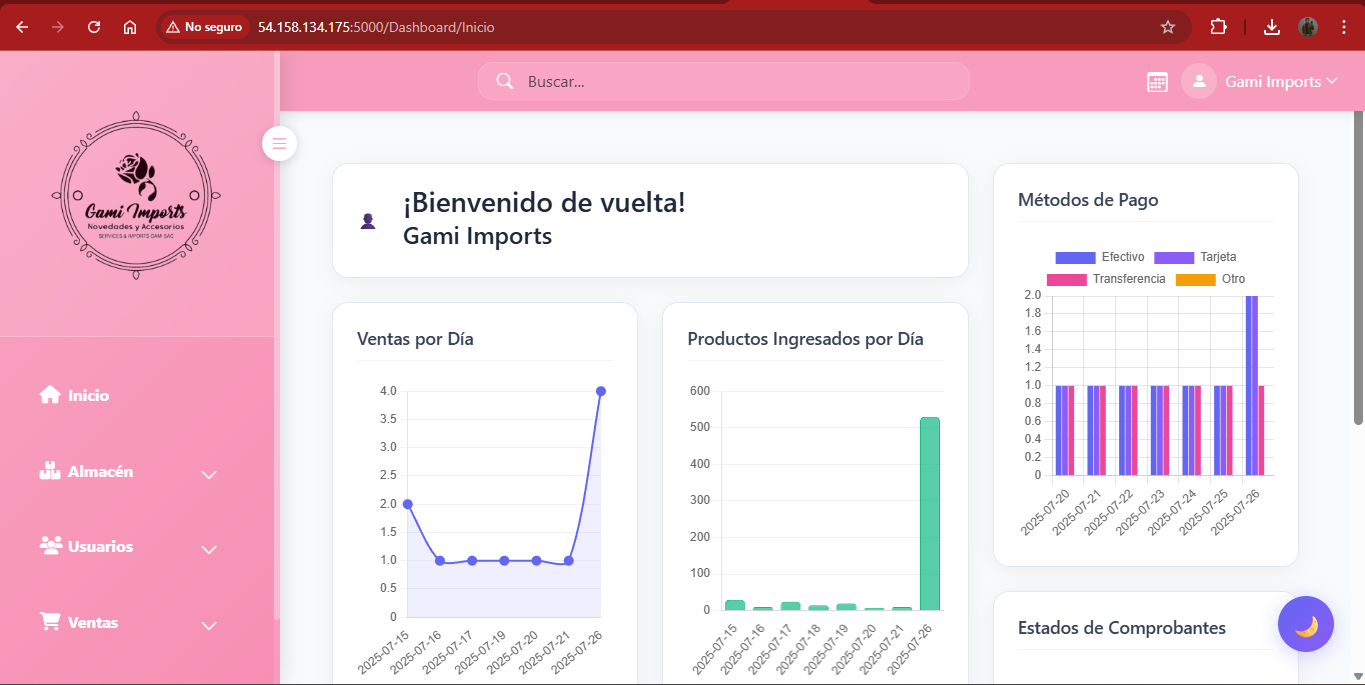 No seguro
54.158.134.175:5000/Dashboard/Inicio
Buscar...
Gami Imports
Gami Imports
Novedades y Accesorios
SERVICES & IMPORTS GAMI-SAC
Inicio
Almacén
Usuarios
Ventas
¡Bienvenido de vuelta!
Gami Imports
Ventas por Día
4.0
3.5
3.0
2.5
2.0
1.5
1.0
0.5
0
2025-07-15
2025-07-16
2025-07-17
2025-07-19
2025-07-20
2025-07-21
2025-07-26
Productos Ingresados por Día
600
500
400
300
200
100
0
2025-07-15
2025-07-16
2025-07-17
2025-07-18
2025-07-19
2025-07-20
2025-07-21
2025-07-26
Métodos de Pago
Efectivo Tarjeta
Transferencia Otro
2.0
1.8
1.6
1.4
1.2
1.0
0.8
0.6
0.4
0.2
0
2025-07-20
2025-07-21
2025-07-22
2025-07-23
2025-07-24
2025-07-25
2025-07-26
Estados de Comprobantes